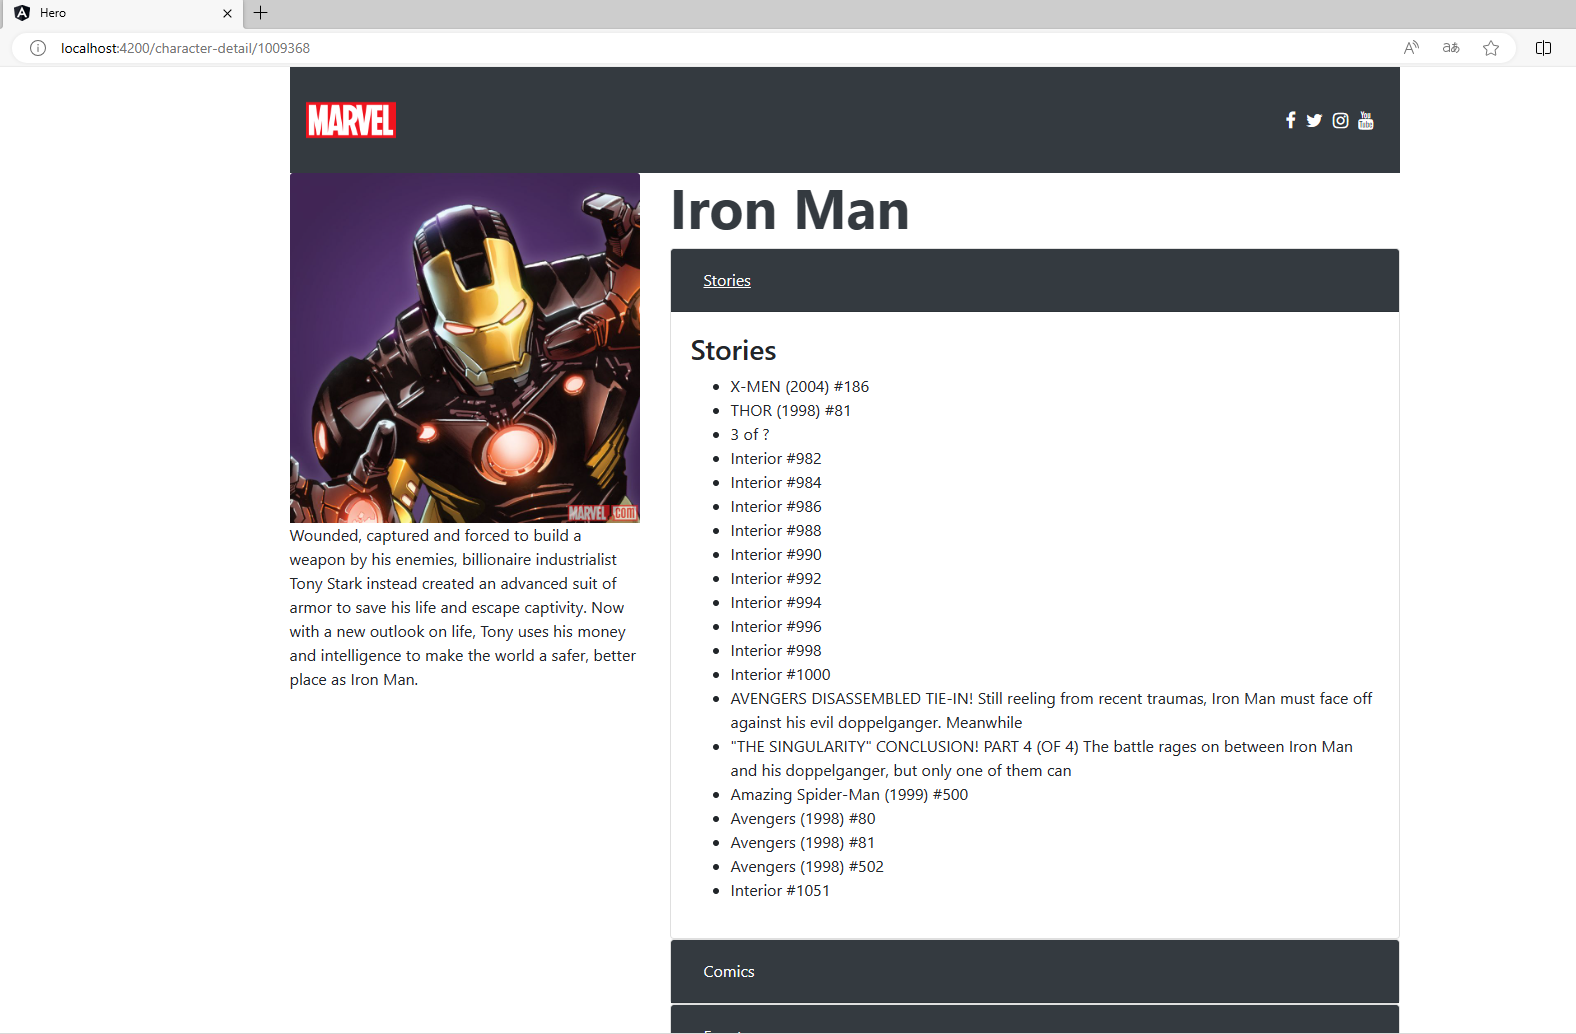 Hero
localhost:4200/character-detail/1009368
MARVEL
You
Tube
MARVEL.com
Iron Man
Stories
Stories
X-MEN (2004) #186
THOR (1998) #81
3 of ?
Interior #982
Interior #984
Interior #986
Interior #988
Interior #990
Interior #992
Interior #994
Interior #996
Interior #998
Interior #1000
AVENGERS DISASSEMBLED TIE-IN! Still reeling from recent traumas, Iron Man must face off
against his evil doppelganger. Meanwhile
"THE SINGULARITY" CONCLUSION! PART 4 (OF 4) The battle rages on between Iron Man
and his doppelganger, but only one of them can
Amazing Spider-Man (1999) #500
Avengers (1998) #80
Avengers (1998) #81
Avengers (1998) #502
Interior #1051
Wounded, captured and forced to build a
weapon by his enemies, billionaire industrialist
Tony Stark instead created an advanced suit of
armor to save his life and escape captivity. Now
with a new outlook on life, Tony uses his money
and intelligence to make the world a safer, better
place as Iron Man.
Comics